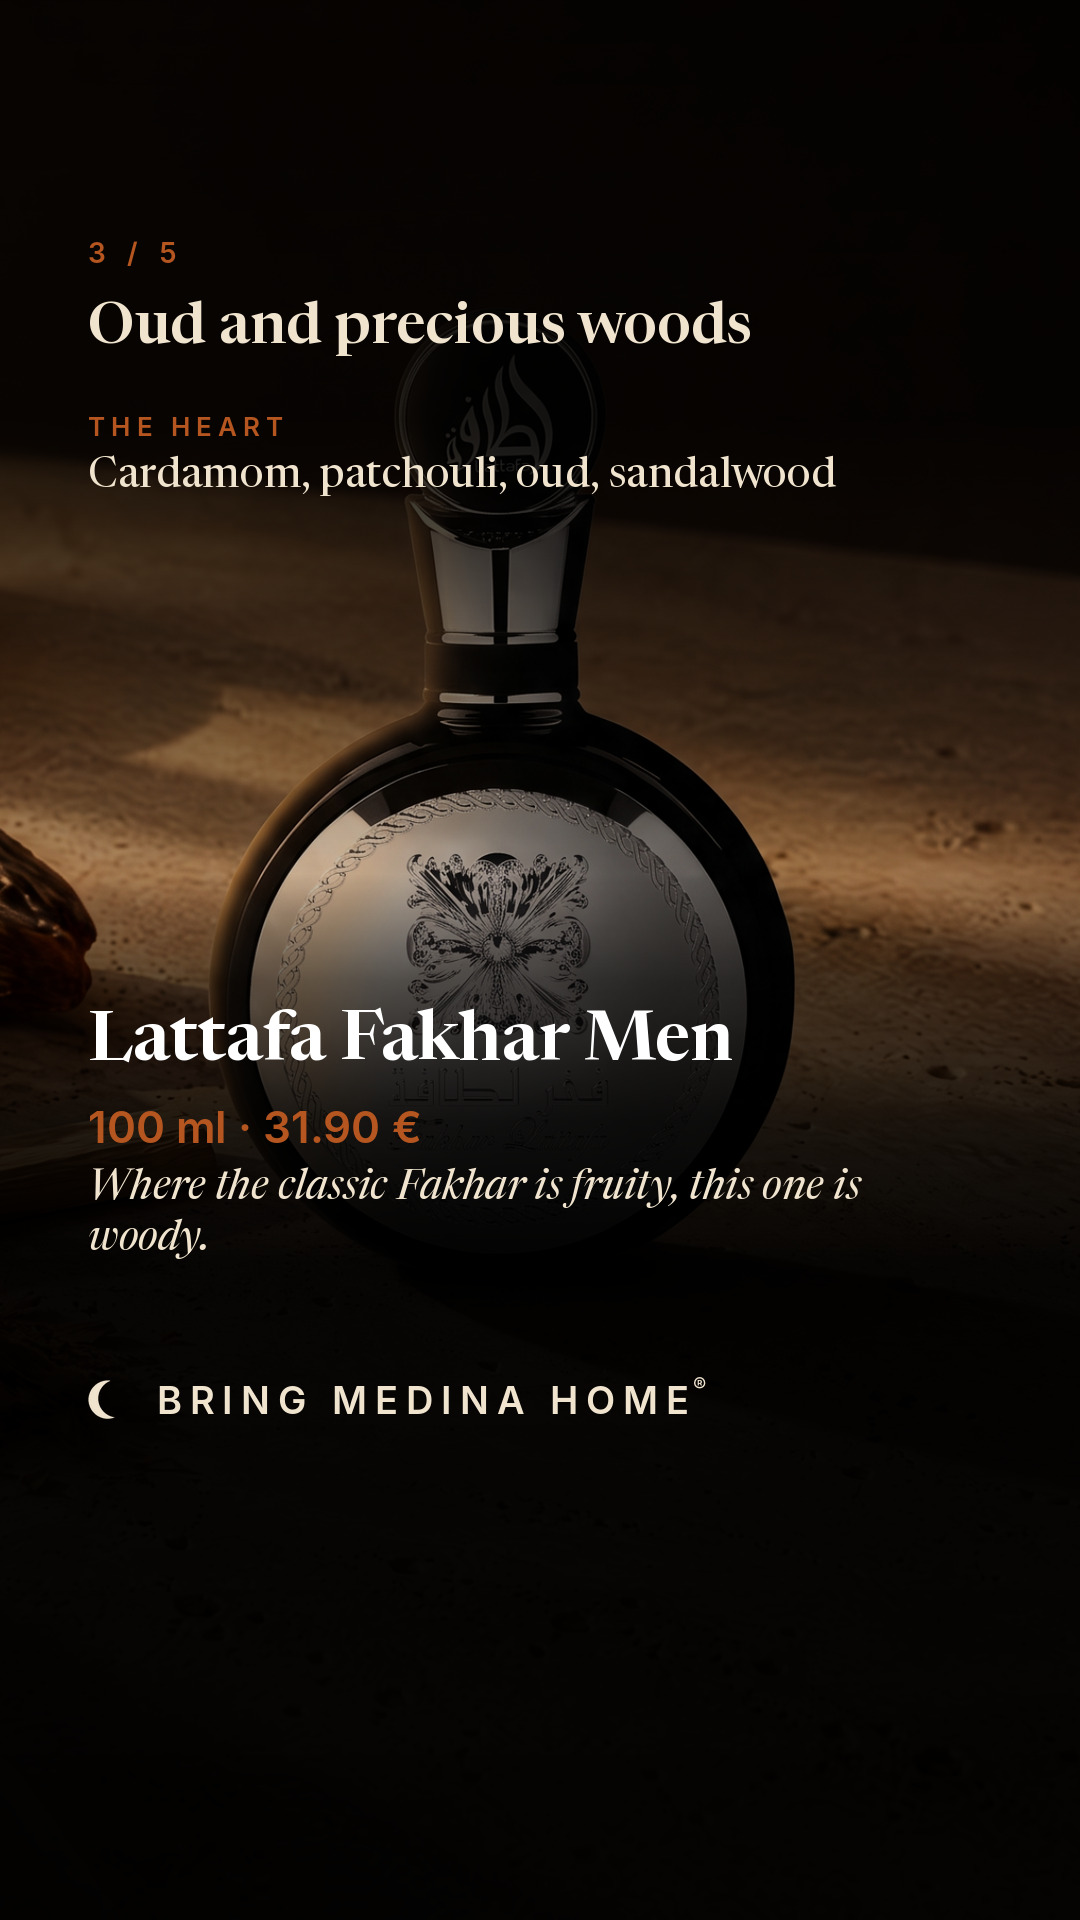 3 / 5
Oud and precious woods
THE HEART
Cardamom, patchouli, oud, sandalwood
Lattafa Fakhar Men
100 ml · 31.90 €
Where the classic Fakhar is fruity, this one is
woody.
BRING MEDINA HOME®